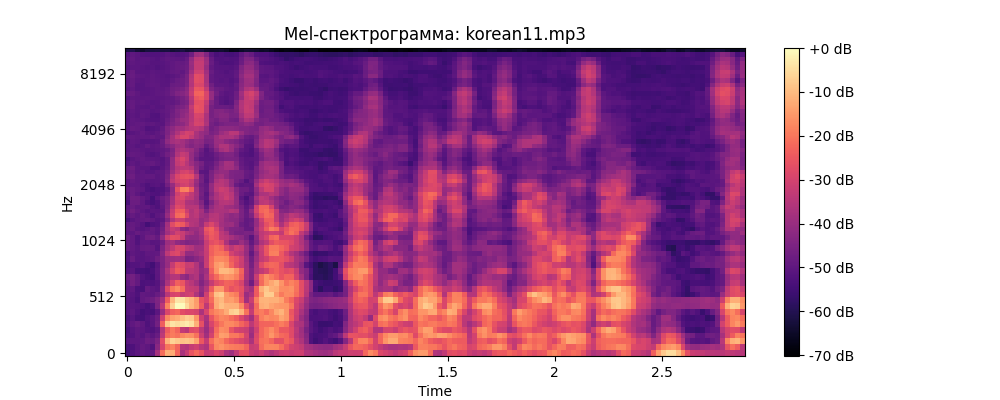 Mel-спектрограмма: korean11.mp3
8192
4096
2048
1024
512
0
Hz
0
0.5
1
1.5
2
2.5
Time
+0 dB
-10 dB
-20 dB
-30 dB
-40 dB
-50 dB
-60 dB
-70 dB